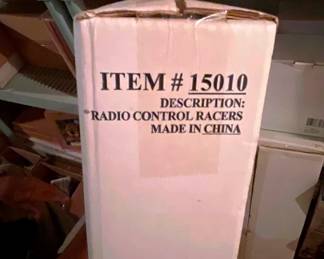 ITEM # 15010
DESCRIPTION:
"RADIO CONTROL RACERS
MADE IN CHINA